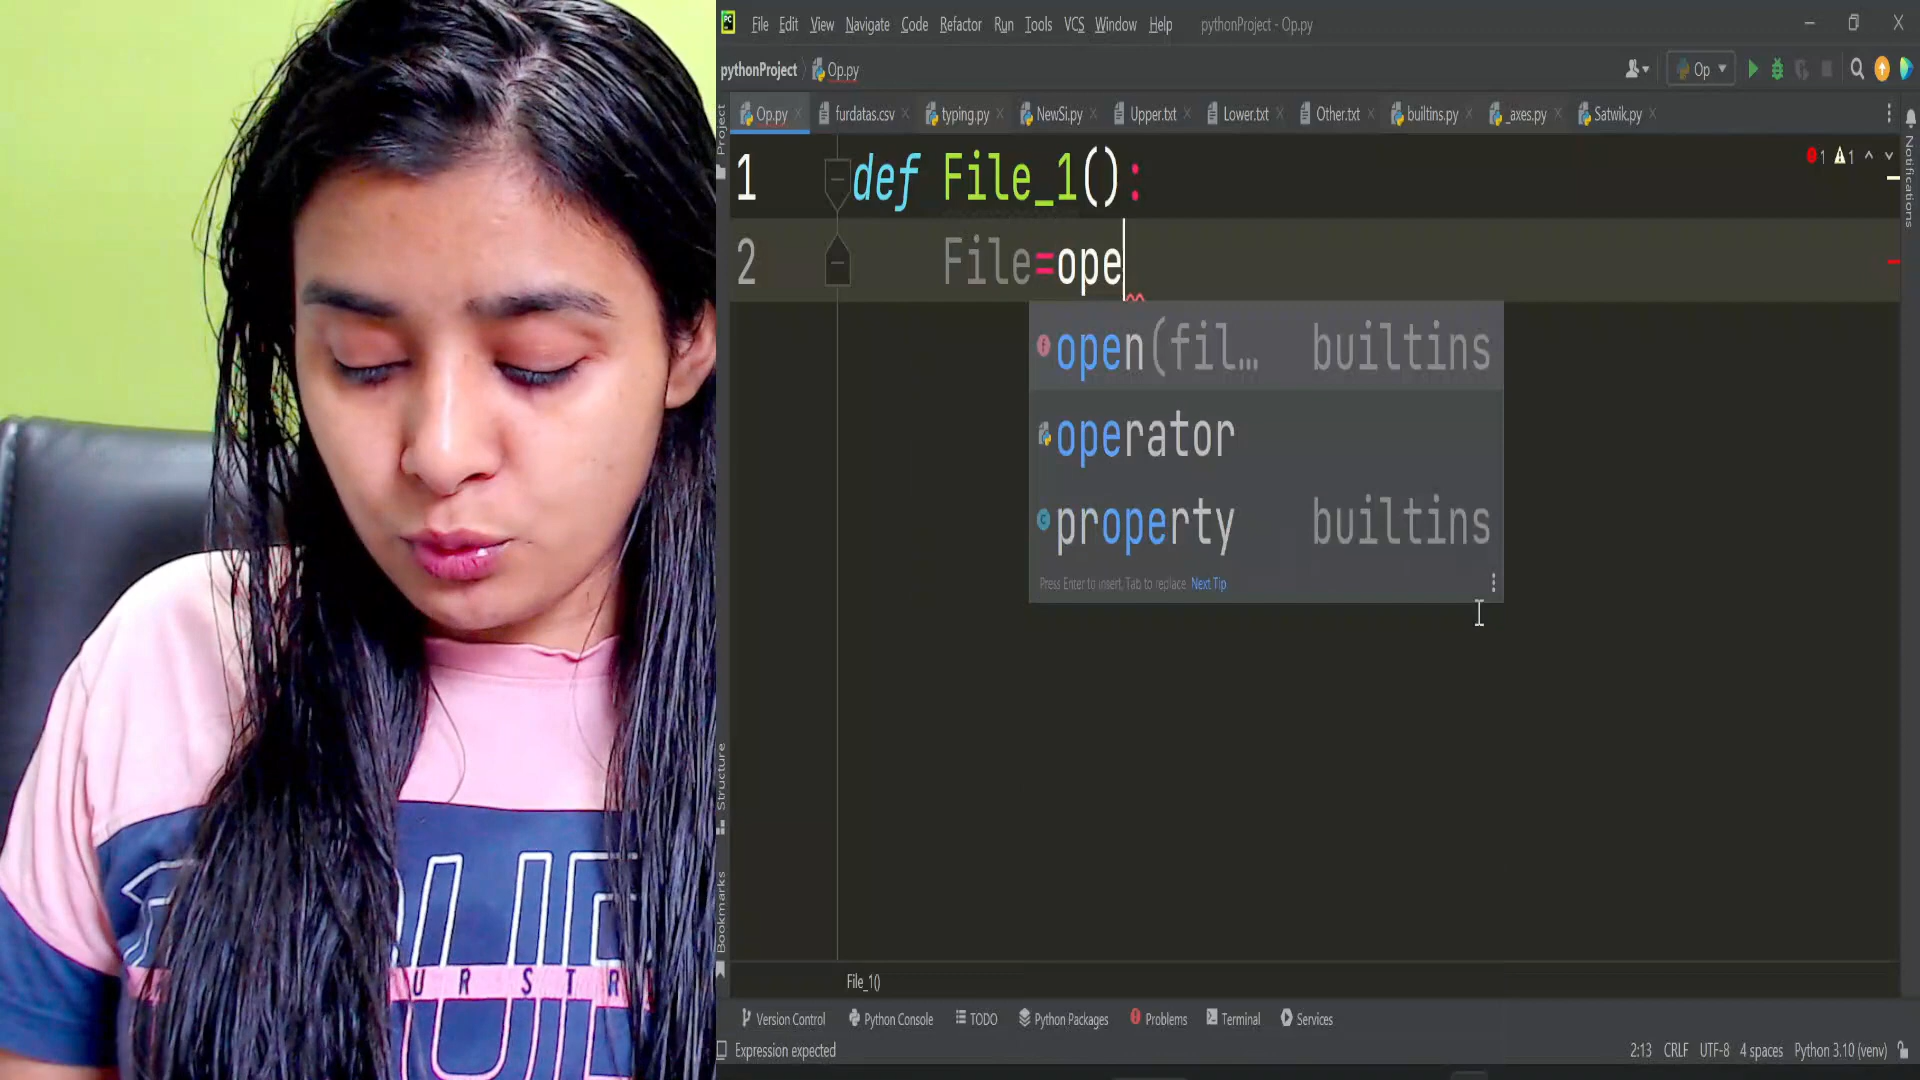 File Edit View Navigate Code Refactor Run Tools VCS Window Help pythonProject - Op.py
pythonProject Op.py Op
Op.py furdatas.csv typing.py NewSi.py Upper.txt Lower.txt Other.txt builtins.py _axes.py Satwik.py
Project
Notifications
1 def File_1(): 1 1
2 File=ope
open(fil... builtins
operator
property builtins
Press Enter to insert, Tab to replace Next Tip
Structure
Bookmarks
UR STR
File_1()
Version Control Python Console TODO Python Packages Problems Terminal Services
Expression expected 2:13 CRLF UTF-8 4 spaces Python 3.10 (venv)